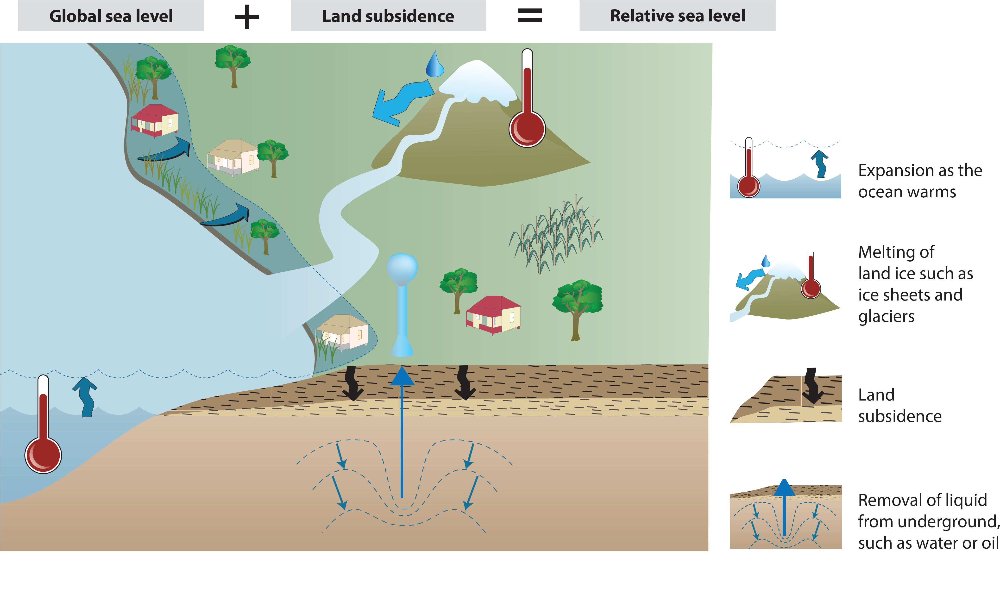 Global sea level + Land subsidence = Relative sea level
Expansion as the
ocean warms
Melting of
land ice such as
ice sheets and
glaciers
Land
subsidence
Removal of liquid
from underground,
such as water or oil